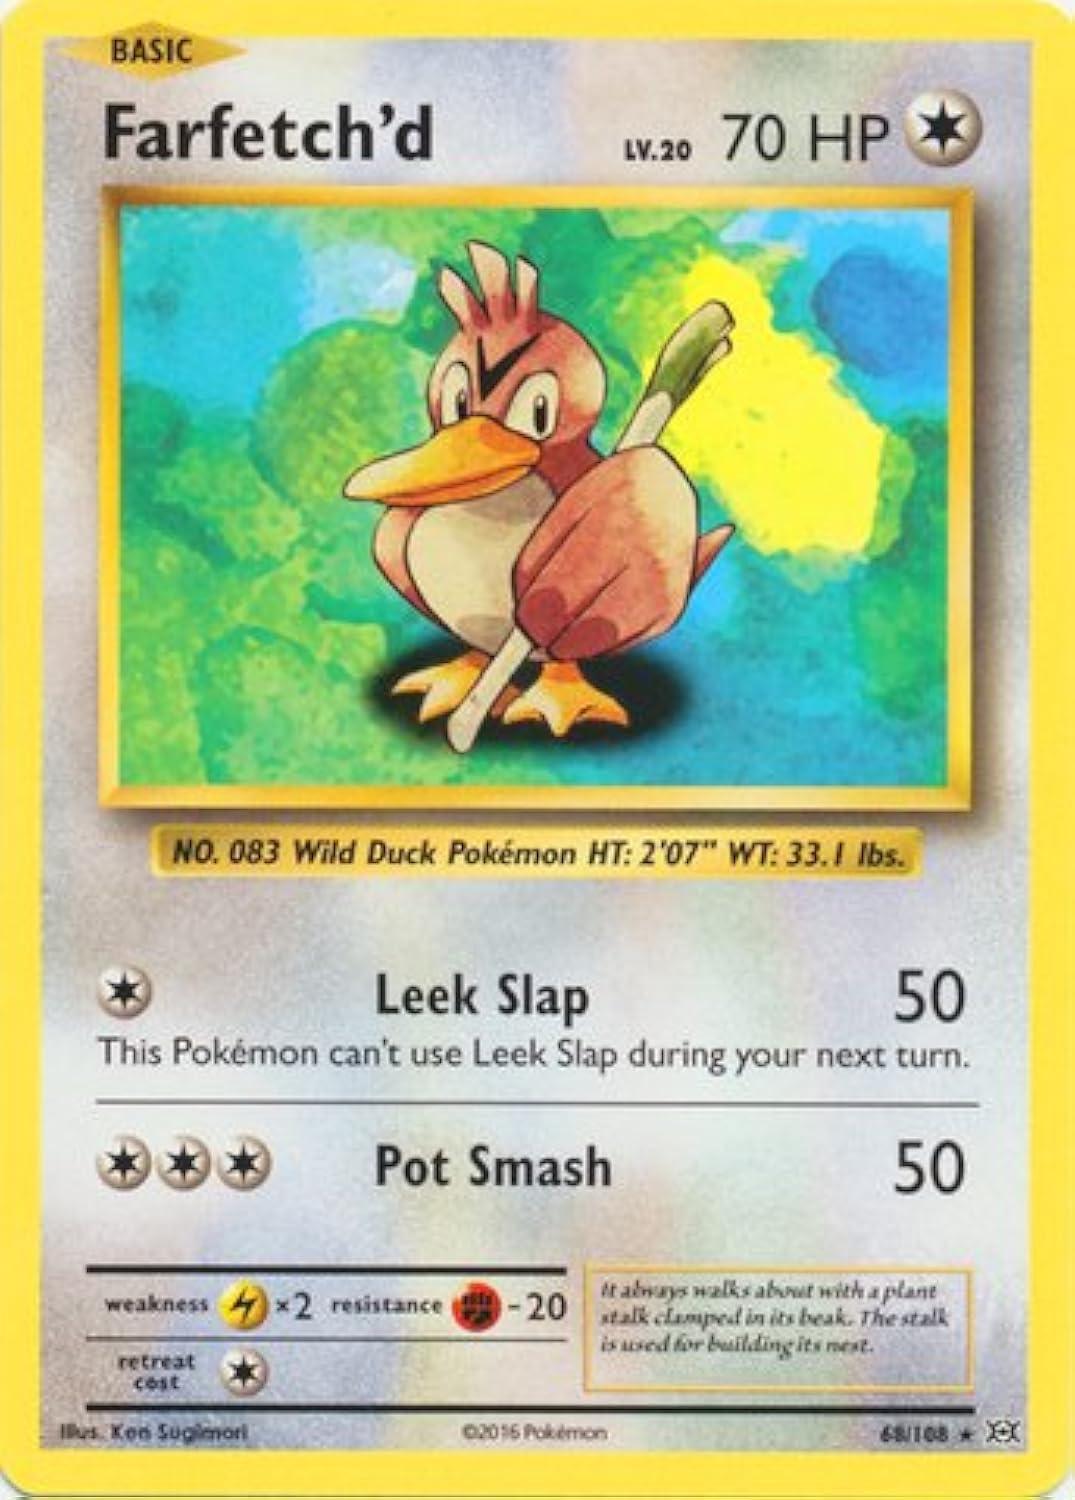 BASIC
Farfetch'd LV.20 70 HP
NO. 083 Wild Duck Pokémon HT: 2'07" WT: 33.1 lbs.
Leek Slap 50
This Pokémon can't use Leek Slap during your next turn.
Pot Smash 50
weakness ×2 resistance -20
retreat
cost
It always walks about with a plant
stalk clamped in its beak. The stalk
is used for building its nest.
Illus. Ken Sugimori ©2016 Pokémon 68/108 ★